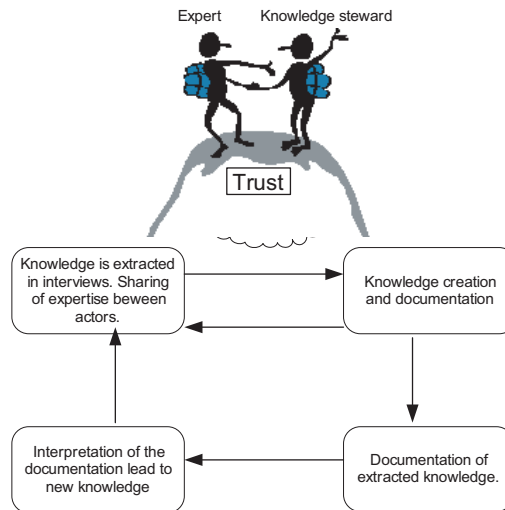 Expert Knowledge steward
Trust
Knowledge is extracted
in interviews. Sharing
of expertise beween
actors.
Knowledge creation
and documentation
Interpretation of the
documentation lead to
new knowledge
Documentation of
extracted knowledge.